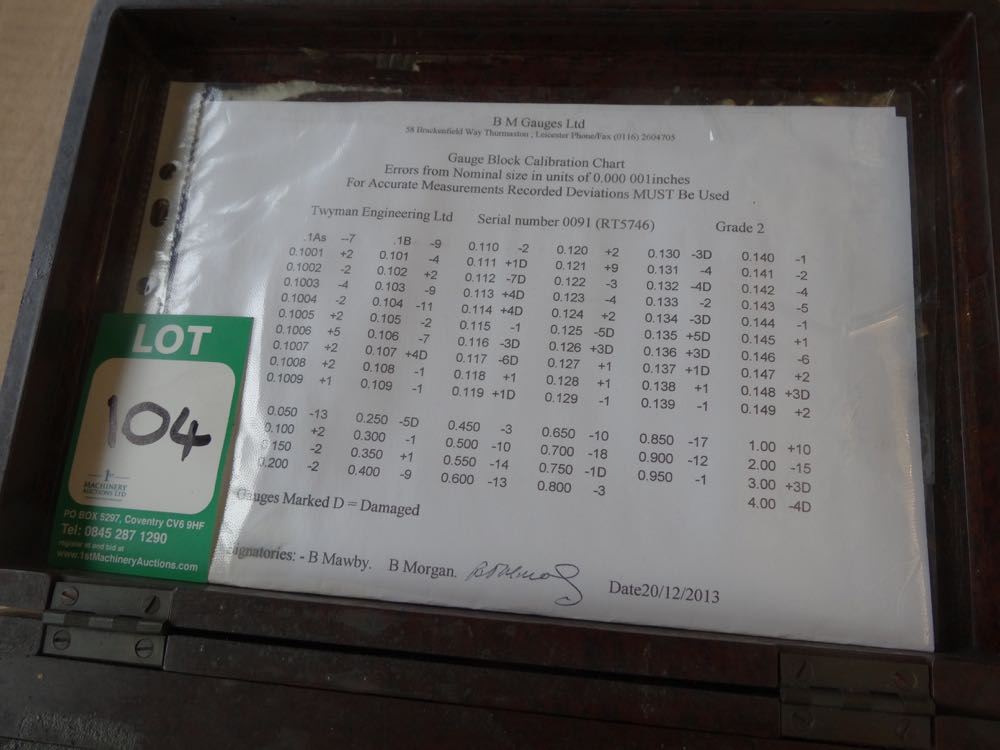 B M Gauges Ltd
58 Brackenfield Way Thurmaston , Leicester Phone/Fax (0116) 2604705
Gauge Block Calibration Chart
Errors from Nominal size in units of 0.000 001inches
For Accurate Measurements Recorded Deviations MUST Be Used
Twyman Engineering Ltd Serial number 0091 (RT5746) Grade 2
.1As --7 .1B -9 0.110 -2 0.120 +2 0.130 -3D 0.140 -1
0.1001 +2 0.101 -4 0.111 +1D 0.121 +9 0.131 -4 0.141 -2
0.1002 -2 0.102 +2 0.112 -7D 0.122 -3 0.132 -4D 0.142 -4
0.1003 -4 0.103 -9 0.113 +4D 0.123 -4 0.133 -2 0.143 -5
0.1004 -2 0.104 -11 0.114 +4D 0.124 +2 0.134 -3D 0.144 -1
0.1005 +2 0.105 -2 0.115 -1 0.125 -5D 0.135 +5D 0.145 +1
0.1006 +5 0.106 -7 0.116 -3D 0.126 +3D 0.136 +3D 0.146 -6
0.1007 +2 0.107 +4D 0.117 -6D 0.127 +1 0.137 +1D 0.147 +2
0.1008 +2 0.108 -1 0.118 +1 0.128 +1 0.138 +1 0.148 +3D
0.1009 +1 0.109 -1 0.119 +1D 0.129 -1 0.139 -1 0.149 +2
0.050 -13 0.250 -5D 0.450 -3 0.650 -10 0.850 -17 1.00 +10
0.100 +2 0.300 -1 0.500 -10 0.700 -18 0.900 -12 2.00 -15
0.150 -2 0.350 +1 0.550 -14 0.750 -1D 0.950 -1 3.00 +3D
0.200 -2 0.400 -9 0.600 -13 0.800 -3 4.00 -4D
Gauges Marked D = Damaged
Signatories: - B Mawby. B Morgan. Date20/12/2013
LOT
104
1st
MACHINERY
AUCTIONS LTD
PO BOX 5297, Coventry CV6 9HF
Tel: 0845 287 1290
register at and bid at
www.1stMachineryAuctions.com